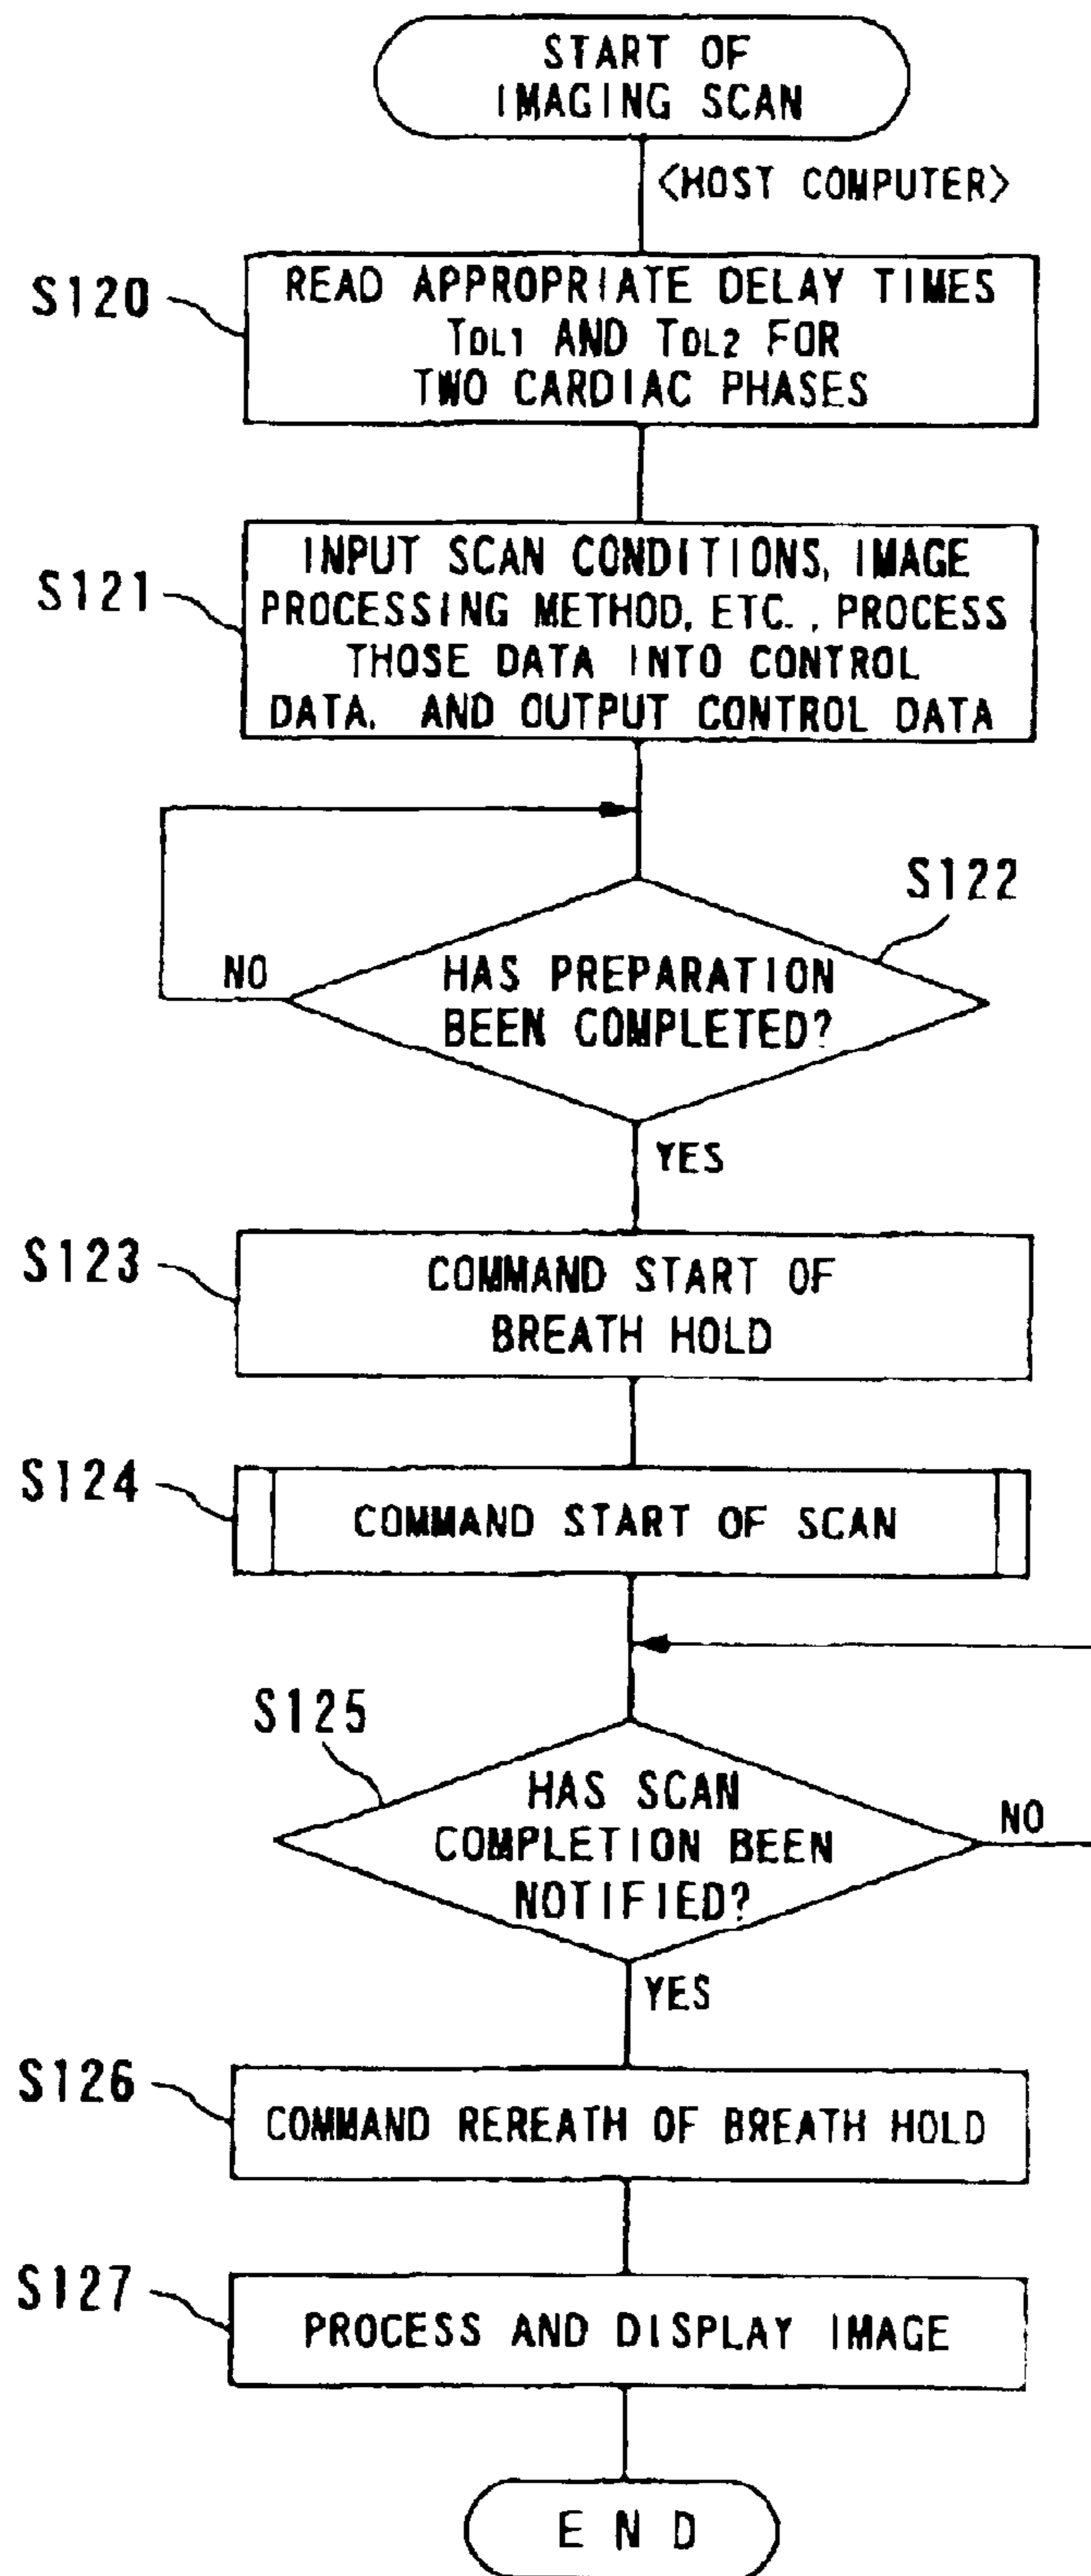 START OF
IMAGING SCAN
<HOST COMPUTER>
S120
READ APPROPRIATE DELAY TIMES
TDL1 AND TDL2 FOR
TWO CARDIAC PHASES
S121
INPUT SCAN CONDITIONS, IMAGE
PROCESSING METHOD, ETC., PROCESS
THOSE DATA INTO CONTROL
DATA, AND OUTPUT CONTROL DATA
S122
NO
HAS PREPARATION
BEEN COMPLETED?
YES
S123
COMMAND START OF
BREATH HOLD
S124
COMMAND START OF SCAN
S125
HAS SCAN
COMPLETION BEEN
NOTIFIED?
NO
YES
S126
COMMAND REREATH OF BREATH HOLD
S127
PROCESS AND DISPLAY IMAGE
END